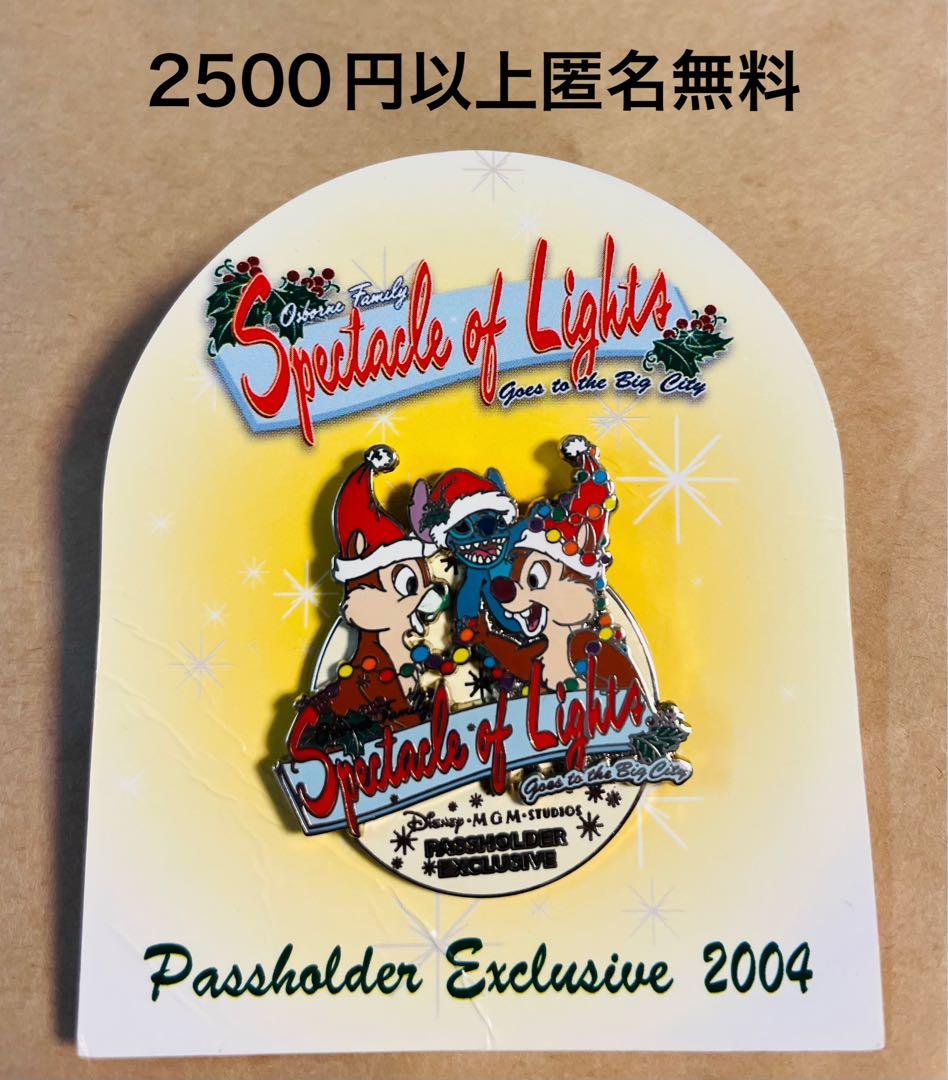 2500円以上匿名無料
Osborne Family
Spectacle of Lights
Goes to the Big City
Spectacle of Lights
Goes to the Big City
Disney·MGM·STUDIOS
PASSHOLDER
EXCLUSIVE
Passholder Exclusive 2004